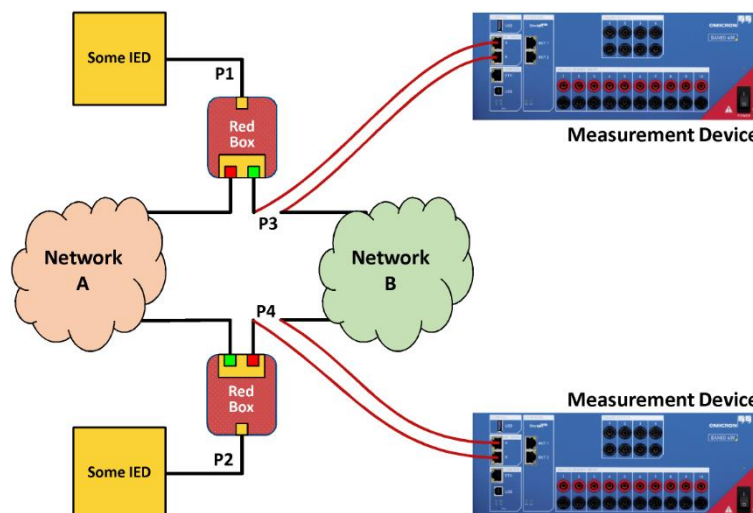 Some IED
P1
Red
Box
OMICRON
Measurement Device
P3
Network
A
Network
B
P4
Red
Box
Measurement Device
OMICRON
Some IED
P2